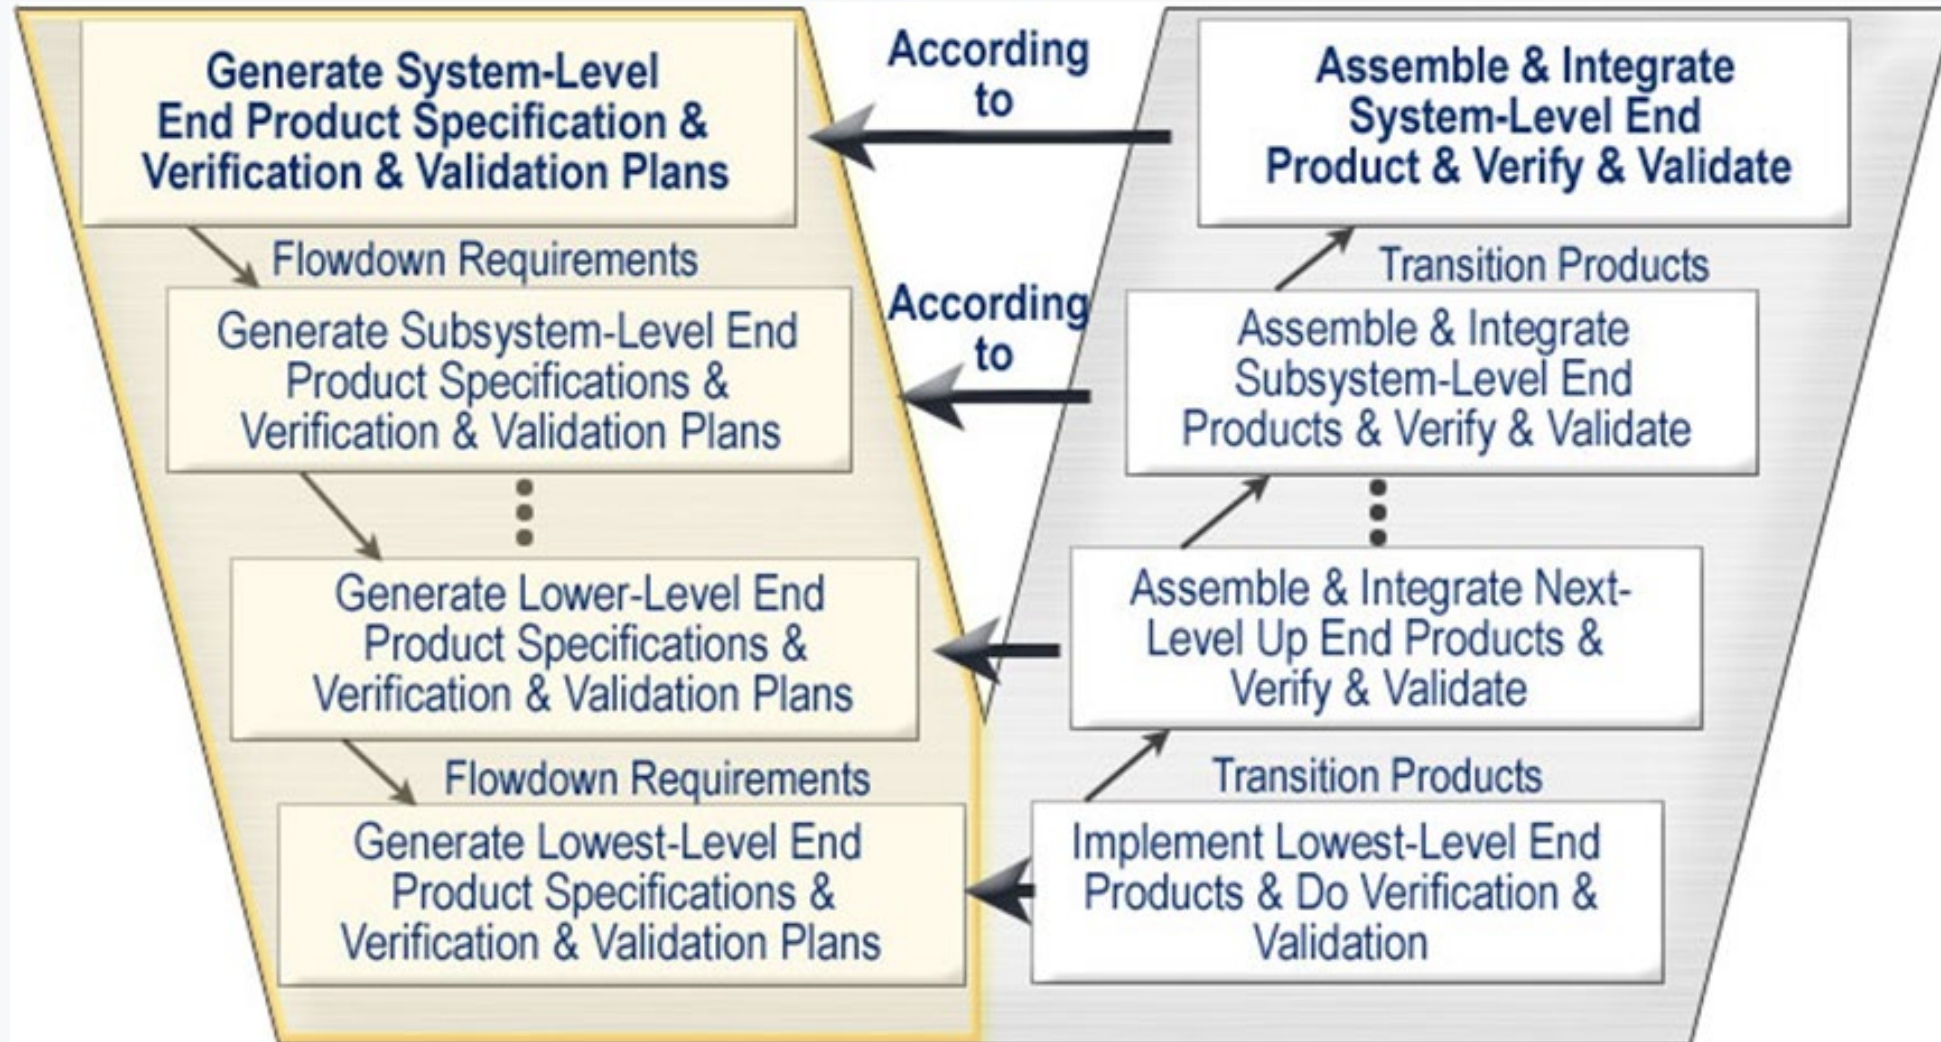 Generate System-Level
End Product Specification &
Verification & Validation Plans
Flowdown Requirements
Generate Subsystem-Level End
Product Specifications &
Verification & Validation Plans
Generate Lower-Level End
Product Specifications &
Verification & Validation Plans
Flowdown Requirements
Generate Lowest-Level End
Product Specifications &
Verification & Validation Plans
According
to
According
to
Assemble & Integrate
System-Level End
Product & Verify & Validate
Transition Products
Assemble & Integrate
Subsystem-Level End
Products & Verify & Validate
Assemble & Integrate Next-
Level Up End Products &
Verify & Validate
Transition Products
Implement Lowest-Level End
Products & Do Verification &
Validation